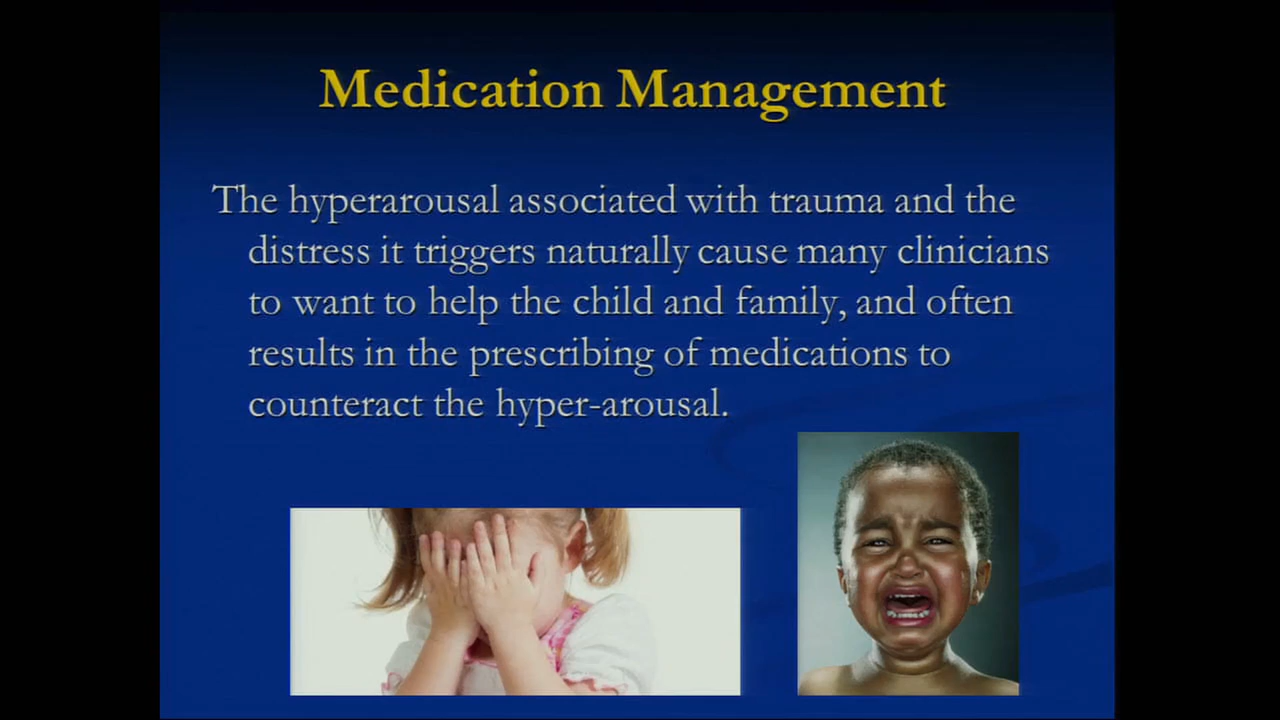 Medication Management
The hyperarousal associated with trauma and the
distress it triggers naturally cause many clinicians
to want to help the child and family, and often
results in the prescribing of medications to
counteract the hyper-arousal.